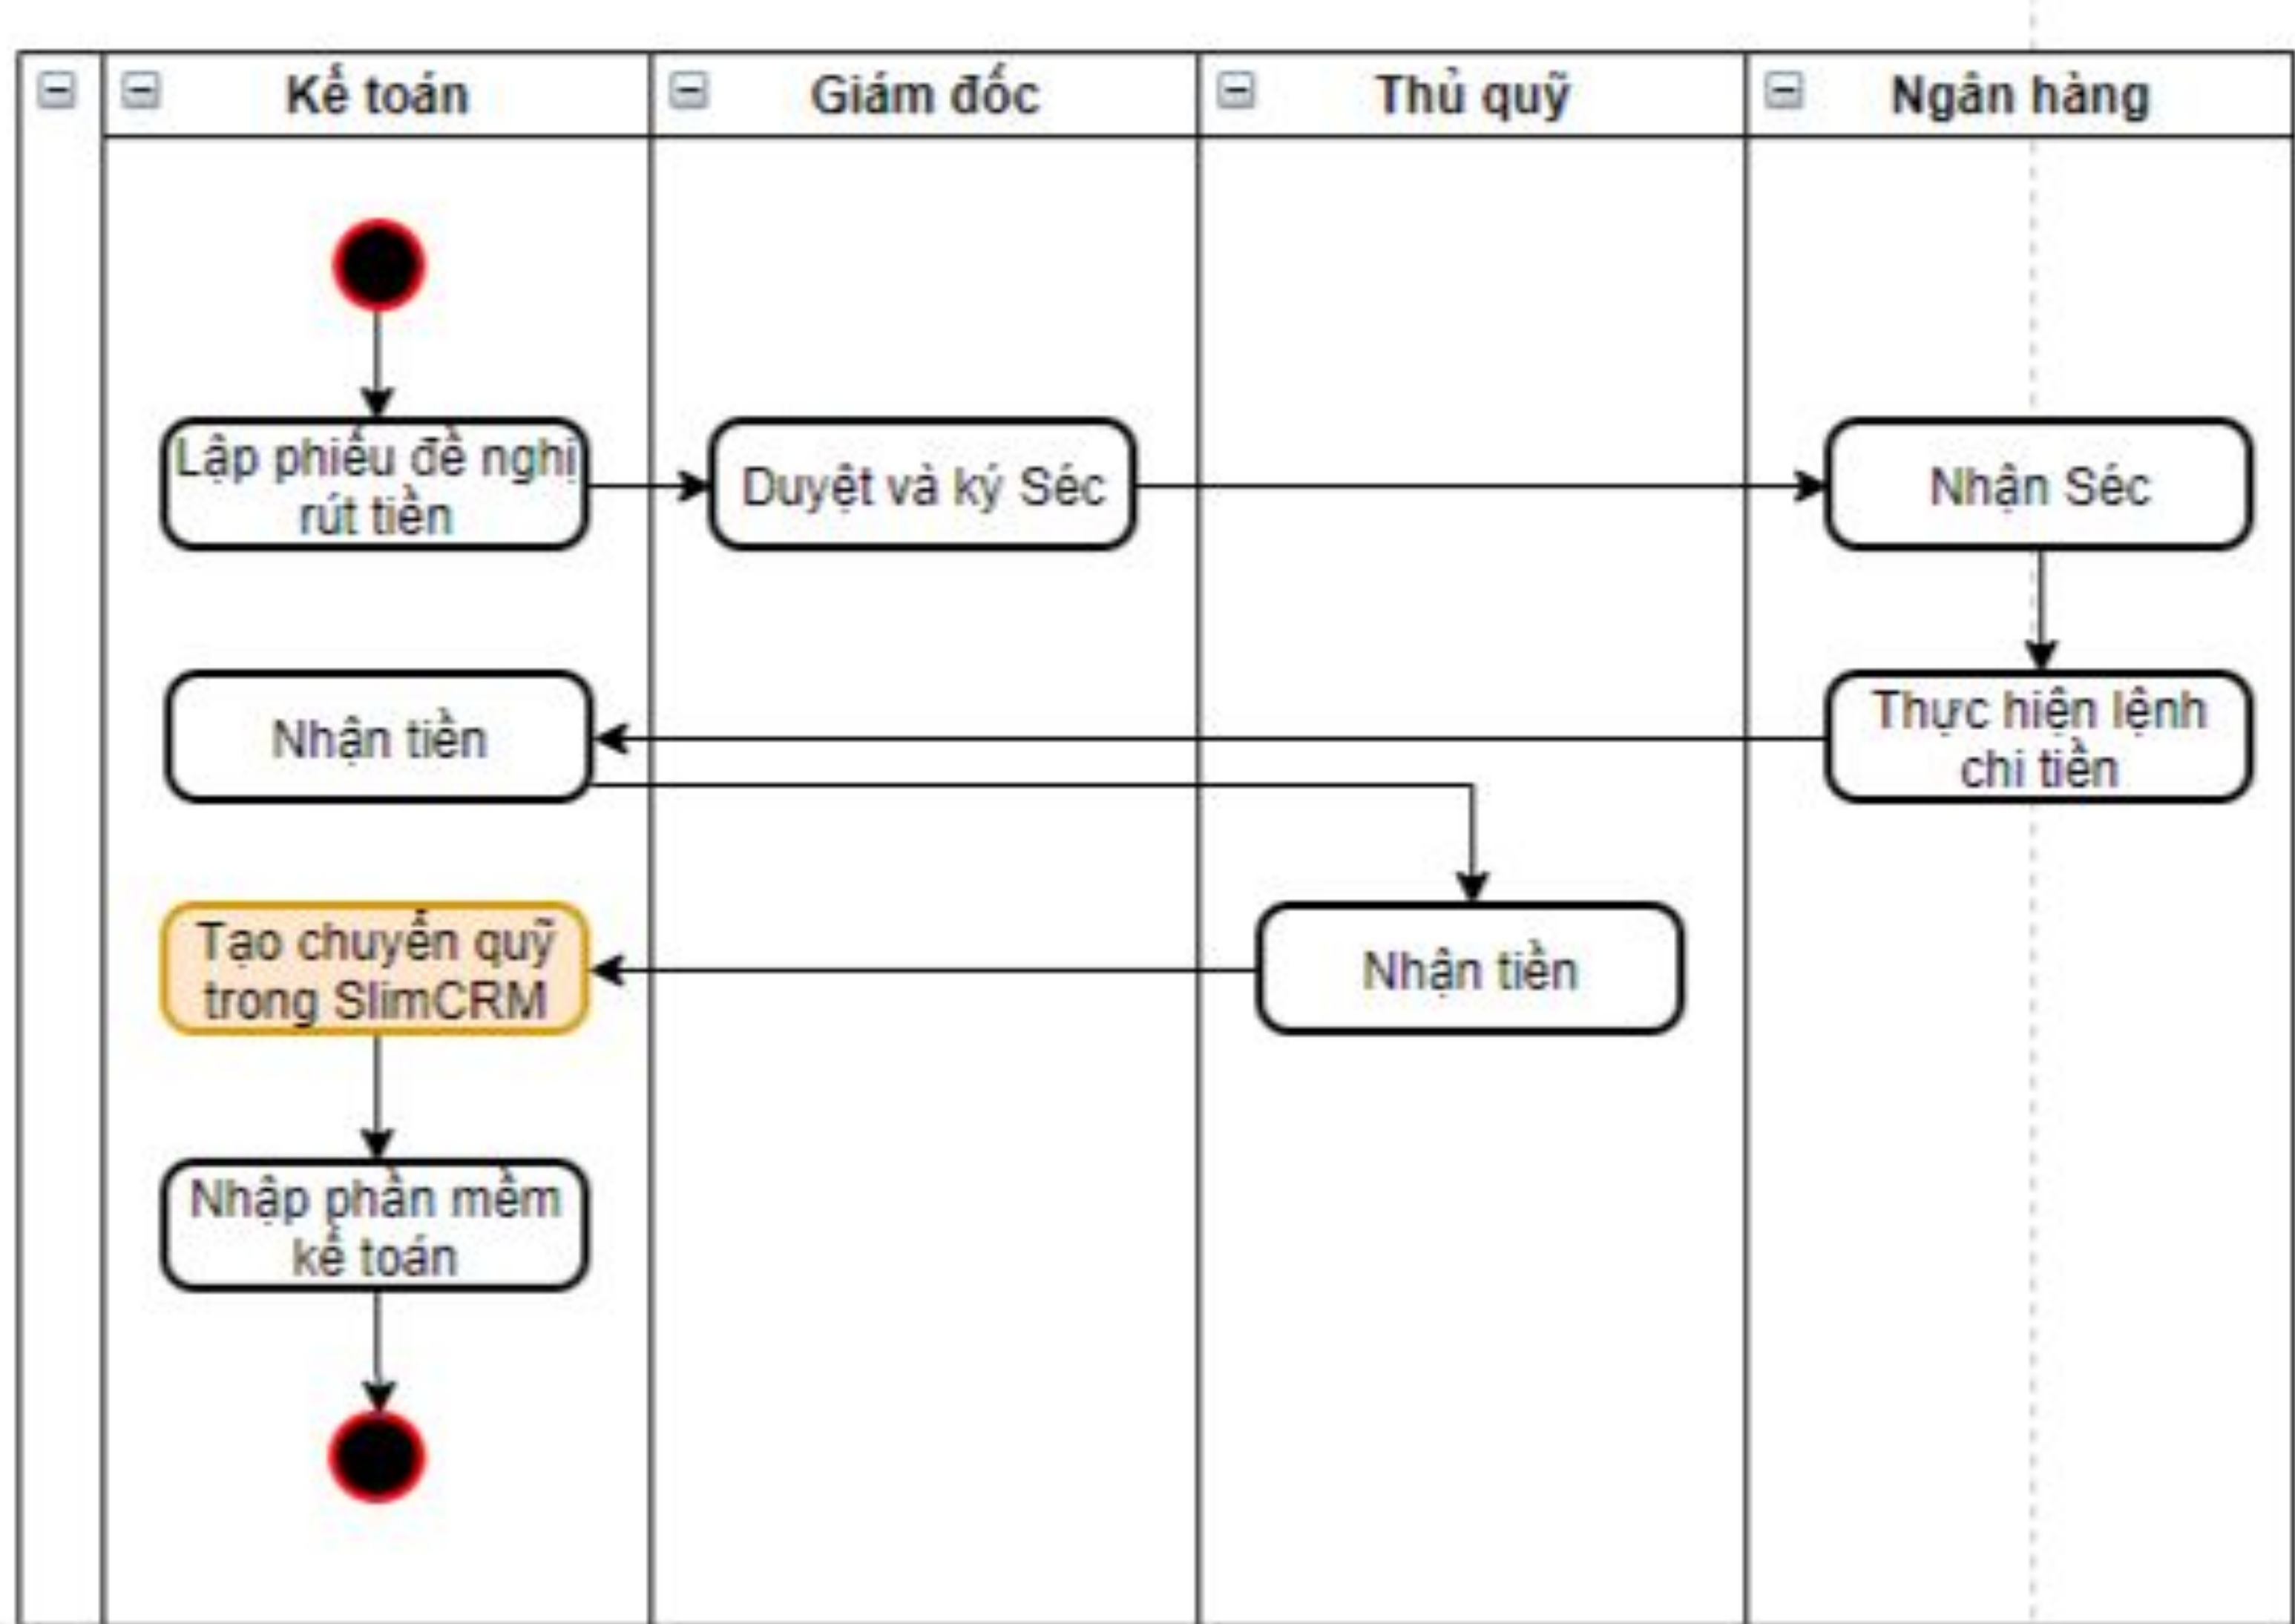 Kế toán
Giám đốc
Thủ quỹ
Ngân hàng
Lập phiếu đề nghị
rút tiền
Duyệt và ký Séc
Nhận Séc
Nhận tiền
Thực hiện lệnh
chi tiền
Tạo chuyển quỹ
trong SlimCRM
Nhận tiền
Nhập phần mềm
kế toán